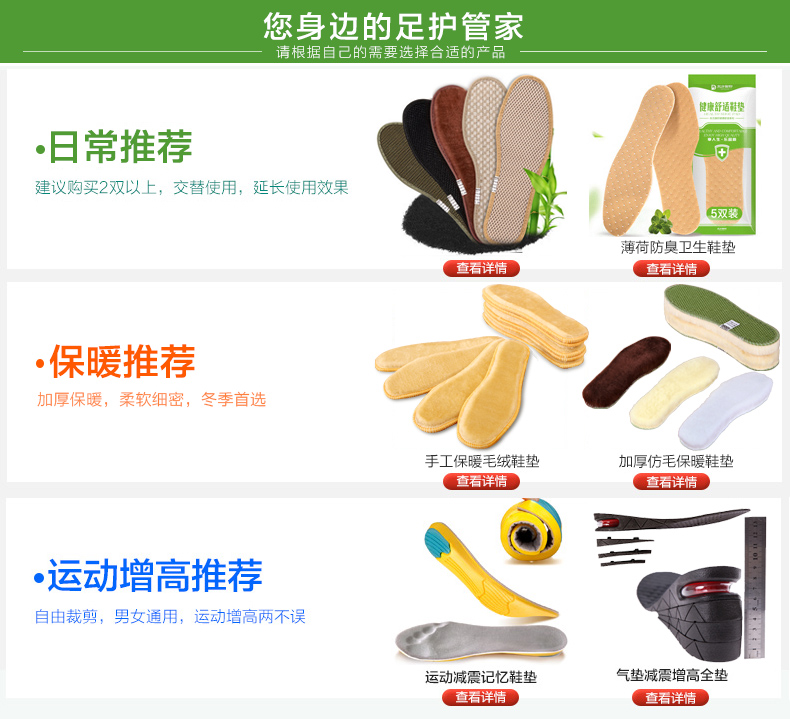 您身边的足护管家
请根据自己的需要选择合适的产品
·日常推荐
建议购买2双以上，交替使用，延长使用效果
健康舒适鞋垫
5双装
查看详情
薄荷防臭卫生鞋垫
查看详情
·保暖推荐
加厚保暖，柔软细密，冬季首选
手工保暖毛绒鞋垫
查看详情
加厚仿毛保暖鞋垫
查看详情
·运动增高推荐
自由裁剪，男女通用，运动增高两不误
运动减震记忆鞋垫
查看详情
气垫减震增高全垫
查看详情